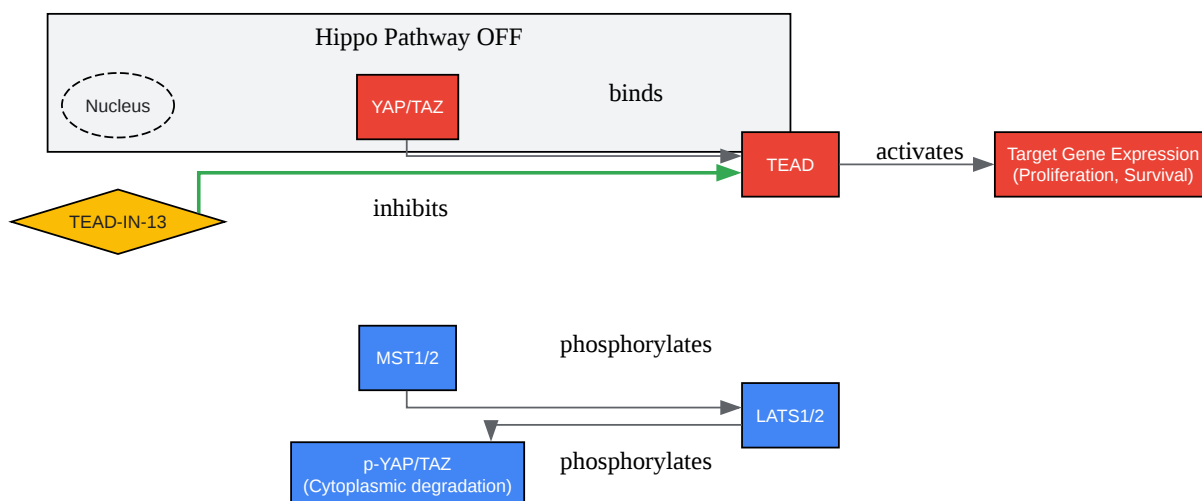 Hippo Pathway OFF
Nucleus
YAP/TAZ
binds
TEAD
activates
Target Gene Expression
(Proliferation, Survival)
TEAD-IN-13
inhibits
MST1/2
phosphorylates
LATS1/2
p-YAP/TAZ
(Cytoplasmic degradation)
phosphorylates